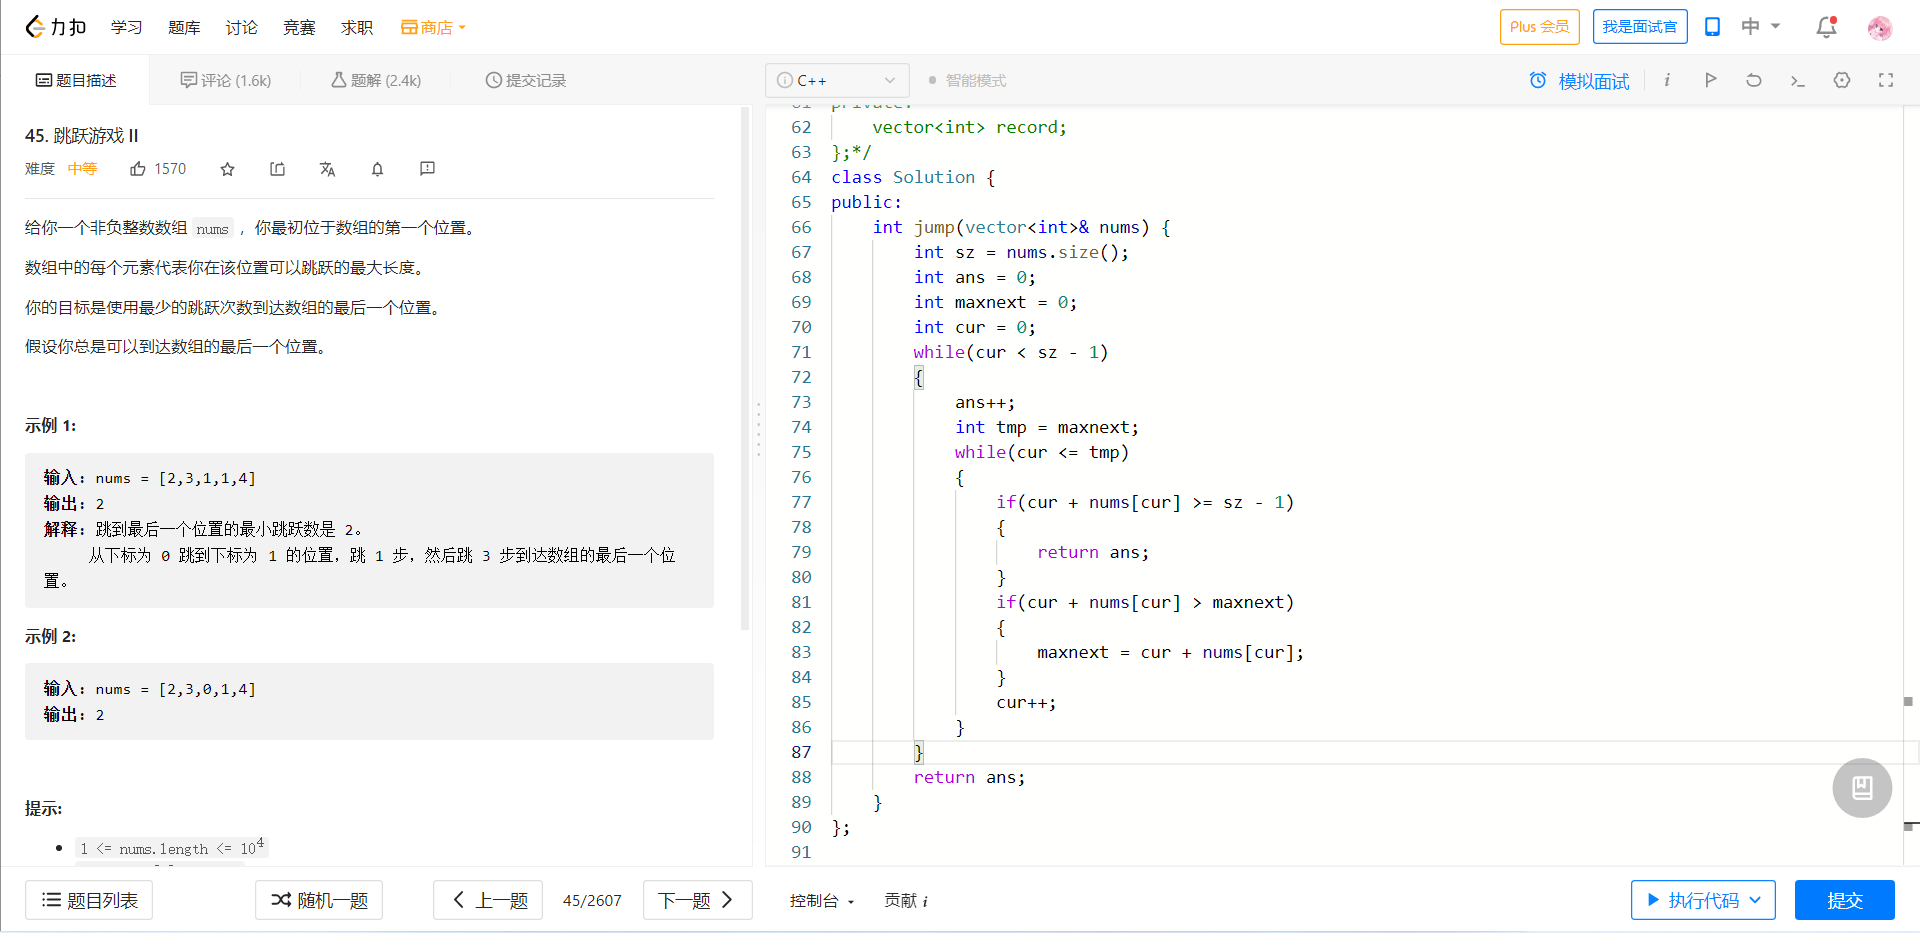 力扣 学习 题库 讨论 竞赛 求职 商店 Plus 会员 我是面试官 中
题目描述 评论 (1.6k) 题解 (2.4k) 提交记录
45. 跳跃游戏 II
难度 中等 1570
给你一个非负整数数组 nums ，你最初位于数组的第一个位置。
数组中的每个元素代表你在该位置可以跳跃的最大长度。
你的目标是使用最少的跳跃次数到达数组的最后一个位置。
假设你总是可以到达数组的最后一个位置。
示例 1:
输入: nums = [2,3,1,1,4]
输出: 2
解释: 跳到最后一个位置的最小跳跃数是 2。
从下标为 0 跳到下标为 1 的位置，跳 1 步，然后跳 3 步到达数组的最后一个位
置。
示例 2:
输入: nums = [2,3,0,1,4]
输出: 2
提示:
1 <= nums.length <= 10^4
C++ 智能模式 模拟面试
61 private:
62 vector<int> record;
63 };*/
64 class Solution {
65 public:
66 int jump(vector<int>& nums) {
67 int sz = nums.size();
68 int ans = 0;
69 int maxnext = 0;
70 int cur = 0;
71 while(cur < sz - 1)
72 {
73 ans++;
74 int tmp = maxnext;
75 while(cur <= tmp)
76 {
77 if(cur + nums[cur] >= sz - 1)
78 {
79 return ans;
80 }
81 if(cur + nums[cur] > maxnext)
82 {
83 maxnext = cur + nums[cur];
84 }
85 cur++;
86 }
87 }
88 return ans;
89 }
90 };
91
题目列表 随机一题 上一题 45/2607 下一题 控制台 贡献 i 执行代码 提交